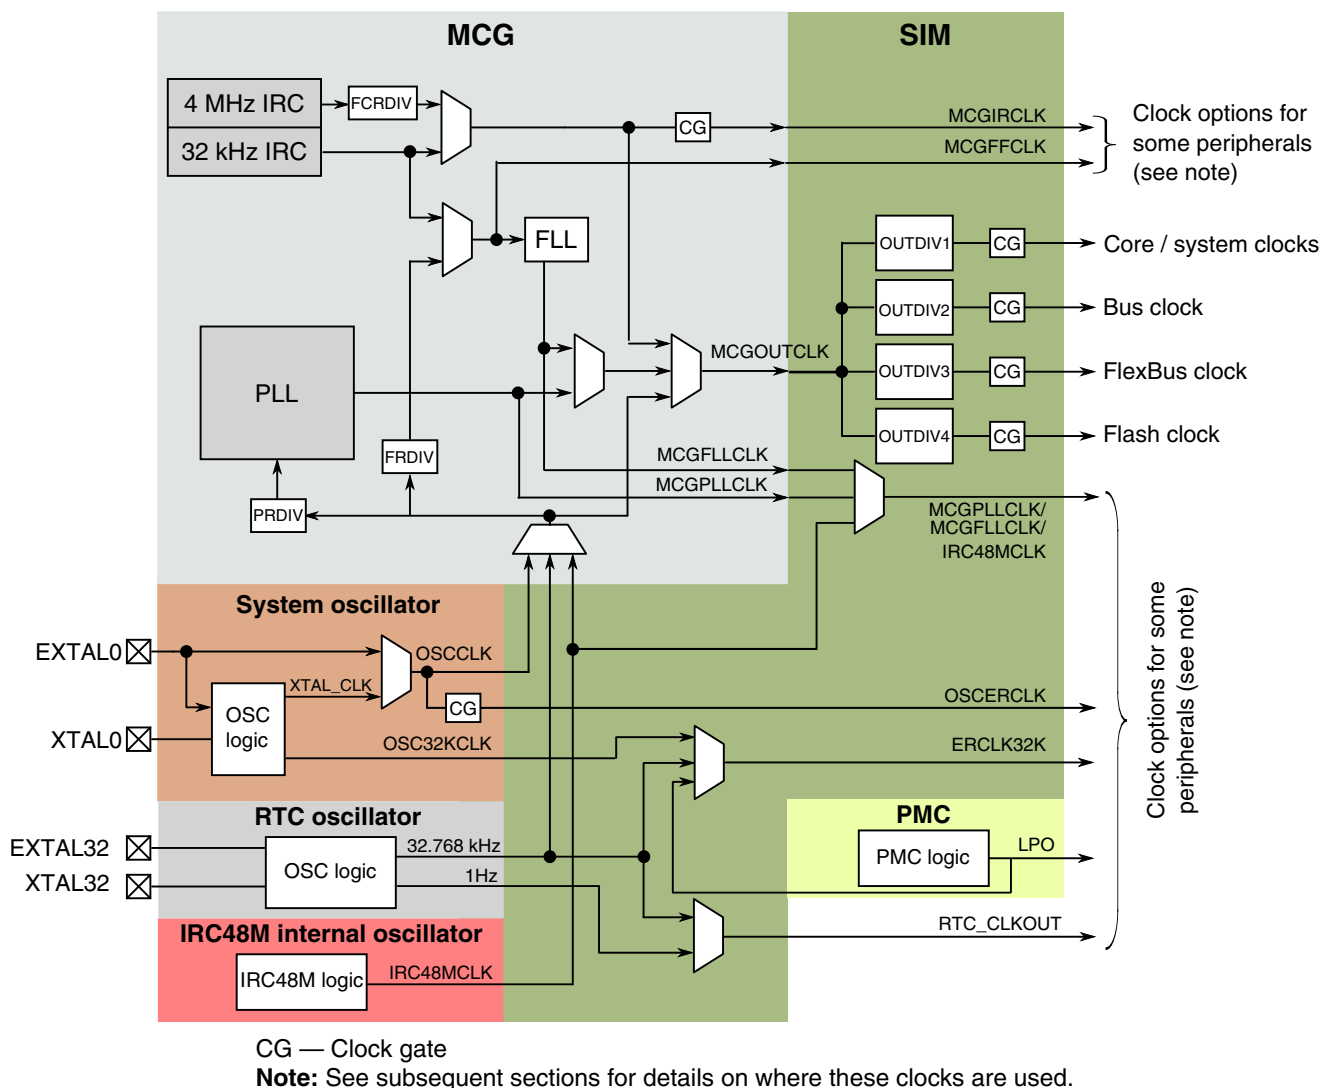 MCG
SIM
4 MHz IRC
FCRDIV
32 kHz IRC
CG
MCGIRCLK
MCGFFCLK
Clock options for
some peripherals
(see note)
FLL
OUTDIV1
CG
Core / system clocks
OUTDIV2
CG
Bus clock
MCGOUTCLK
OUTDIV3
CG
FlexBus clock
PLL
OUTDIV4
CG
Flash clock
FRDIV
MCGFLLCLK
MCGPLLCLK
PRDIV
MCGPLLCLK/
MCGFLLCLK/
IRC48MCLK
Clock options for some
peripherals (see note)
System oscillator
EXTAL0
OSCCLK
XTAL_CLK
OSC
logic
CG
OSCERCLK
XTAL0
OSC32KCLK
ERCLK32K
RTC oscillator
PMC
EXTAL32
32.768 kHz
OSC logic
PMC logic
LPO
XTAL32
1Hz
RTC_CLKOUT
IRC48M internal oscillator
IRC48M logic
IRC48MCLK
CG — Clock gate
Note: See subsequent sections for details on where these clocks are used.